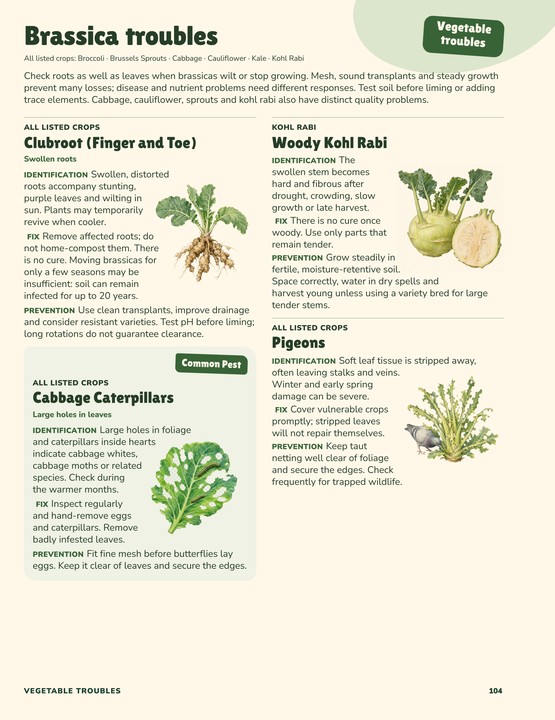 Brassica troubles
Vegetable
troubles
All listed crops: Broccoli · Brussels Sprouts · Cabbage · Cauliflower · Kale · Kohl Rabi
Check roots as well as leaves when brassicas wilt or stop growing. Mesh, sound transplants and steady growth
prevent many losses; disease and nutrient problems need different responses. Test soil before liming or adding
trace elements. Cabbage, cauliflower, sprouts and kohl rabi also have distinct quality problems.
ALL LISTED CROPS
Clubroot (Finger and Toe)
Swollen roots
IDENTIFICATION Swollen, distorted
roots accompany stunting,
purple leaves and wilting in
sun. Plants may temporarily
revive when cooler.
FIX Remove affected roots; do
not home-compost them. There
is no cure. Moving brassicas for
only a few seasons may be
insufficient: soil can remain
infected for up to 20 years.
PREVENTION Use clean transplants, improve drainage
and consider resistant varieties. Test pH before liming;
long rotations do not guarantee clearance.
Common Pest
ALL LISTED CROPS
Cabbage Caterpillars
Large holes in leaves
IDENTIFICATION Large holes in foliage
and caterpillars inside hearts
indicate cabbage whites,
cabbage moths or related
species. Check during
the warmer months.
FIX Inspect regularly
and hand-remove eggs
and caterpillars. Remove
badly infested leaves.
PREVENTION Fit fine mesh before butterflies lay
eggs. Keep it clear of leaves and secure the edges.
KOHL RABI
Woody Kohl Rabi
IDENTIFICATION The
swollen stem becomes
hard and fibrous after
drought, crowding, slow
growth or late harvest.
FIX There is no cure once
woody. Use only parts that
remain tender.
PREVENTION Grow steadily in
fertile, moisture-retentive soil.
Space correctly, water in dry spells and
harvest young unless using a variety bred for large
tender stems.
ALL LISTED CROPS
Pigeons
IDENTIFICATION Soft leaf tissue is stripped away,
often leaving stalks and veins.
Winter and early spring
damage can be severe.
FIX Cover vulnerable crops
promptly; stripped leaves
will not repair themselves.
PREVENTION Keep taut
netting well clear of foliage
and secure the edges. Check
frequently for trapped wildlife.
VEGETABLE TROUBLES
104